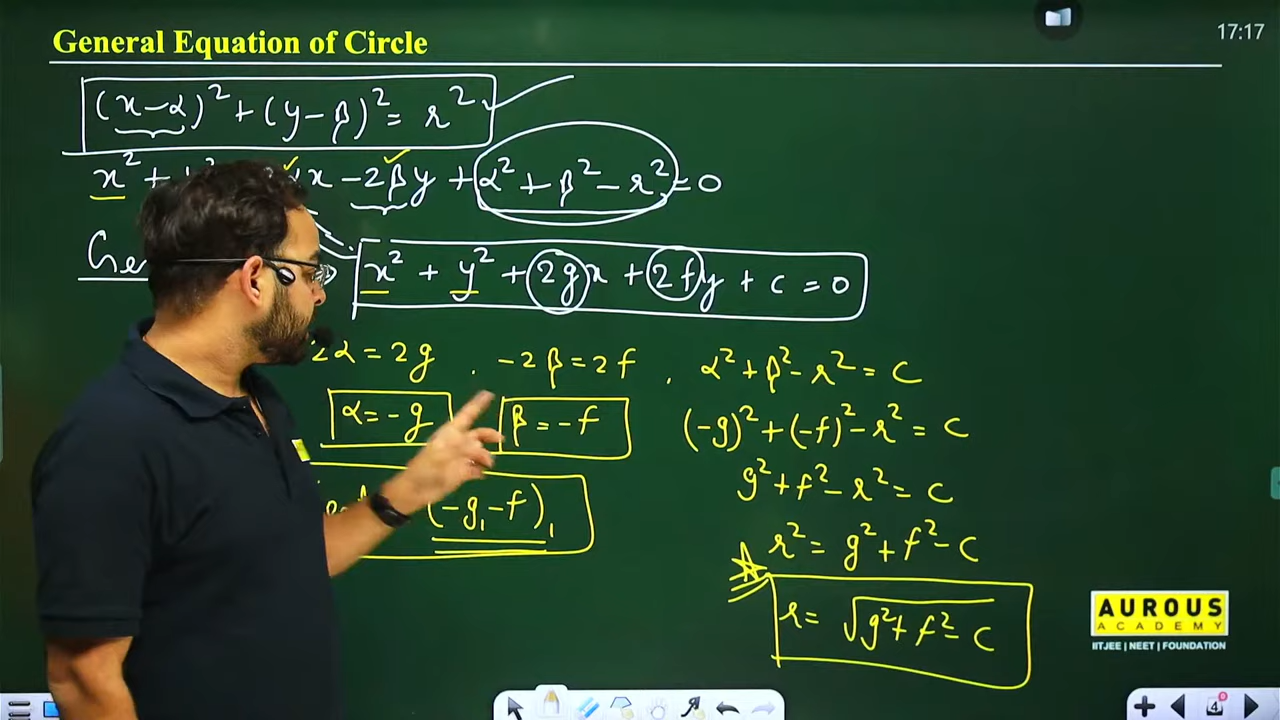 General Equation of Circle
17:17
(x-α)²+(y-β)²= r²
x² + x -2βy + α²+β²-r²=0
x² + y² + 2gx + 2fy + c = 0
2α=2g , -2β=2f , α²+β²-r²=c
α=-g β=-f (-g)²+(-f)²-r²=c
g²+f²-r²=c
(-g,-f),
r²= g²+f²-c
r= √g²+f²-c
AUROUS
ACADEMY
IITJEE | NEET | FOUNDATION
4